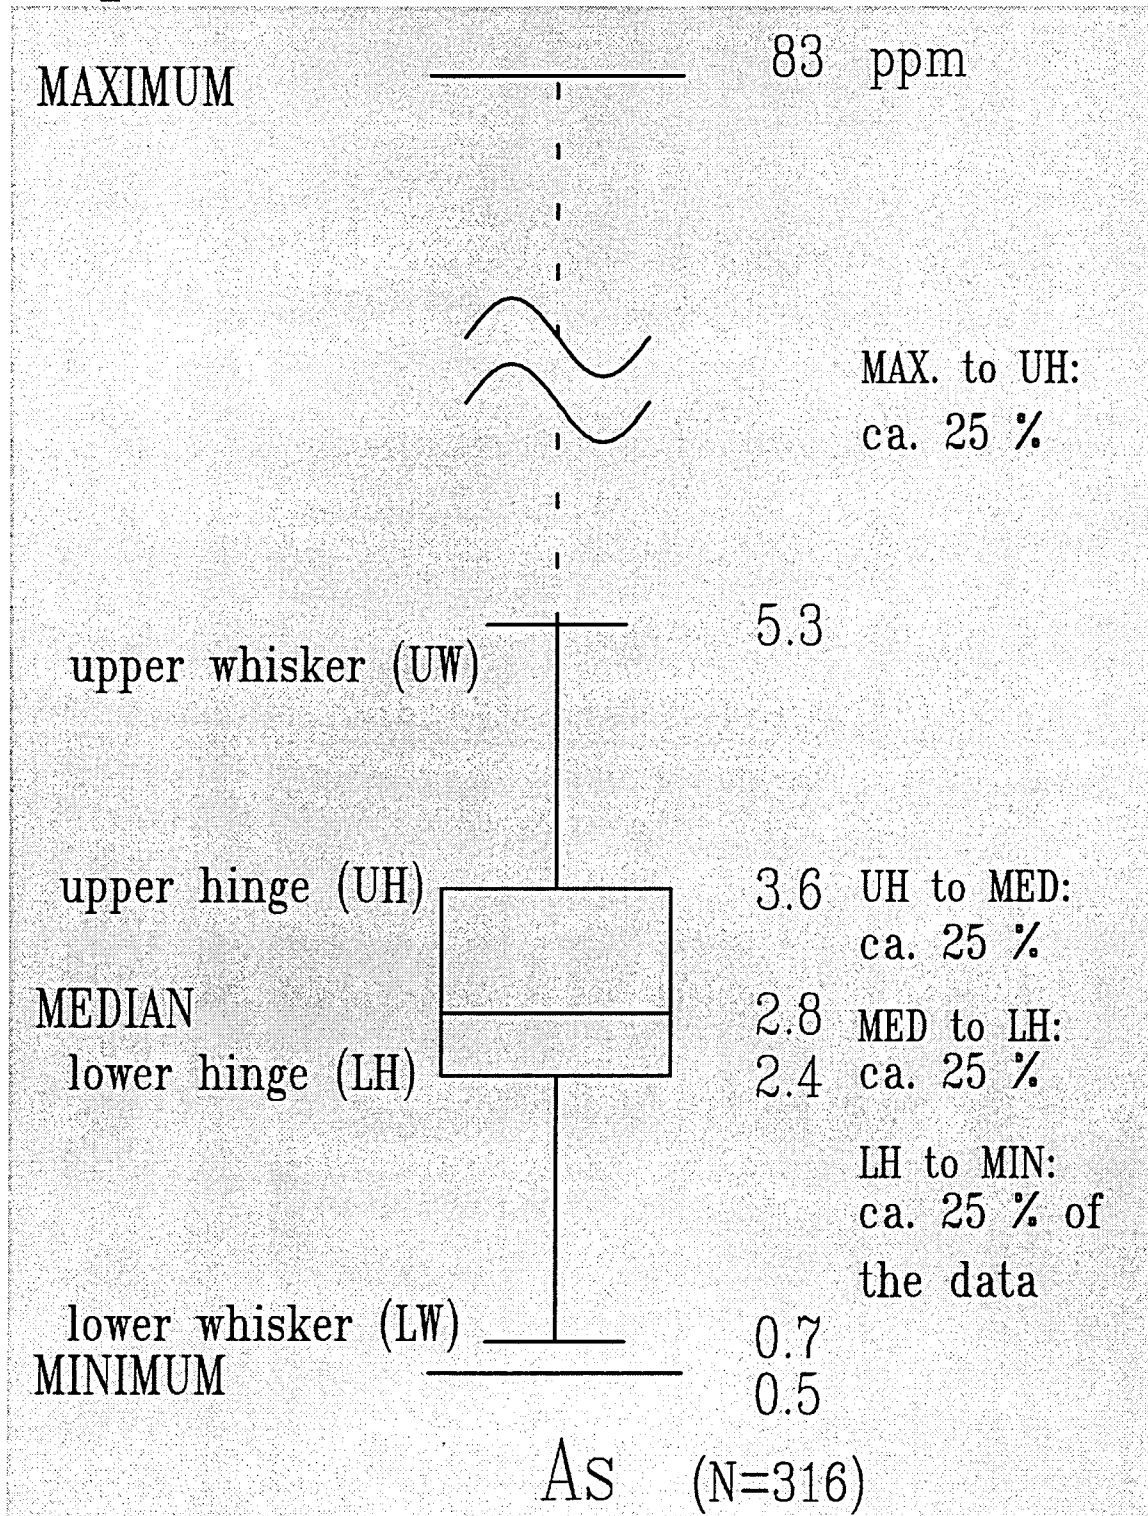 MAXIMUM 83 ppm
MAX. to UH:
ca. 25 %
5.3
upper whisker (UW)
upper hinge (UH) 3.6 UH to MED:
ca. 25 %
MEDIAN 2.8 MED to LH:
lower hinge (LH) 2.4 ca. 25 %
LH to MIN:
ca. 25 % of
the data
lower whisker (LW) 0.7
MINIMUM 0.5
As (N=316)